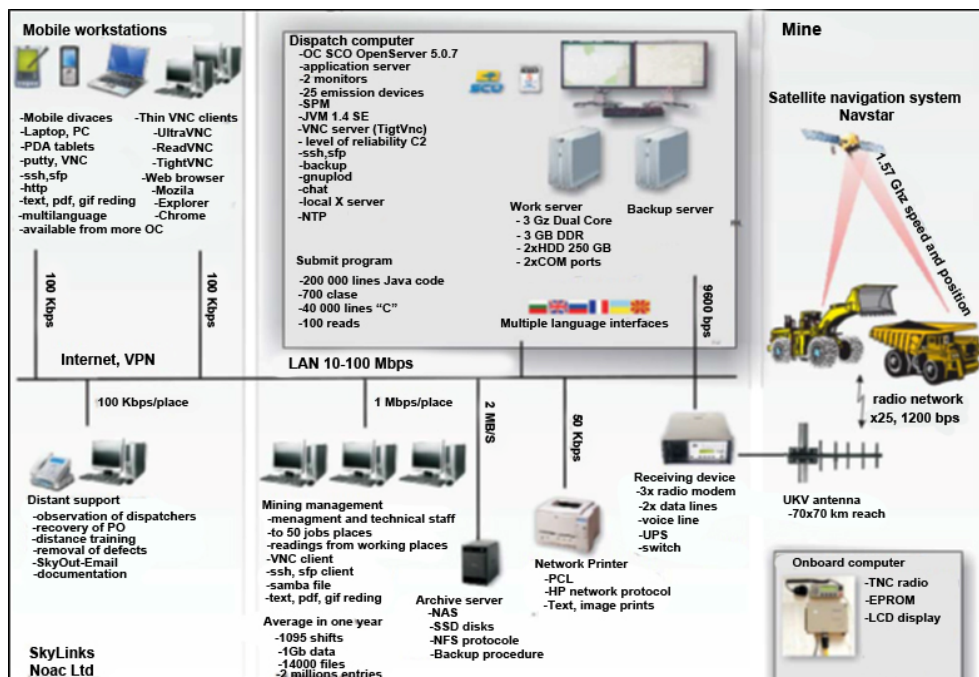 Mobile workstations
-Mobile divaces
-Laptop, PC
-PDA tablets
-putty, VNC
-ssh,sfp
-http
-text, pdf, gif reding
-multilanguage
-available from more OC
-Thin VNC clients
-UltraVNC
-ReadVNC
-TightVNC
-Web browser
-Mozila
-Explorer
-Chrome
100 Kbps
100 Kbps
Internet, VPN
100 Kbps/place
Distant support
-observation of dispatchers
-recovery of PO
-distance training
-removal of defects
-SkyOut-Email
-documentation
SkyLinks
Noac Ltd
Dispatch computer
-OC SCO OpenServer 5.0.7
-application server
-2 monitors
-25 emission devices
-SPM
-JVM 1.4 SE
-VNC server (TigtVnc)
- level of reliability C2
-ssh,sfp
-backup
-gnuplod
-chat
-local X server
-NTP
Submit program
-200 000 lines Java code
-700 clase
-40 000 lines “C”
-100 reads
SCO
Work server
- 3 Gz Dual Core
- 3 GB DDR
- 2xHDD 250 GB
- 2xCOM ports
Backup server
Multiple language interfaces
9600 bps
LAN 10-100 Mbps
1 Mbps/place
2 MB/S
50 Kbps
Mining management
-menagment and technical staff
-to 50 jobs places
-readings from working places
-VNC client
-ssh, sfp client
-samba file
-text, pdf, gif reding
Average in one year
-1095 shifts
-1Gb data
-14000 files
-2 millions entries
Archive server
-NAS
-SSD disks
-NFS protocole
-Backup procedure
Network Printer
-PCL
-HP network protocol
-Text, image prints
Receiving device
-3x radio modem
-2x data lines
-voice line
-UPS
-switch
Mine
Satellite navigation system
Navstar
1.57 Ghz speed and position
radio network
x25, 1200 bps
UKV antenna
-70x70 km reach
Onboard computer
-TNC radio
-EPROM
-LCD display